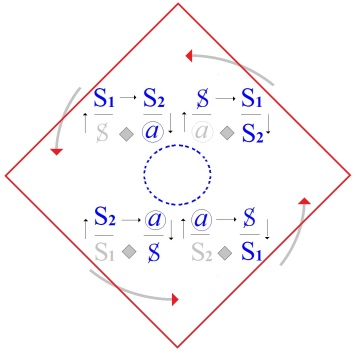 S₁ → S₂ $ → S₁
↑ $ ◆ a ↓ ↑ a ◆ S₂ ↓
S₂ → a a → $
↑ S₁ ◆ $ ↓ ↑ S₂ ◆ S₁ ↓